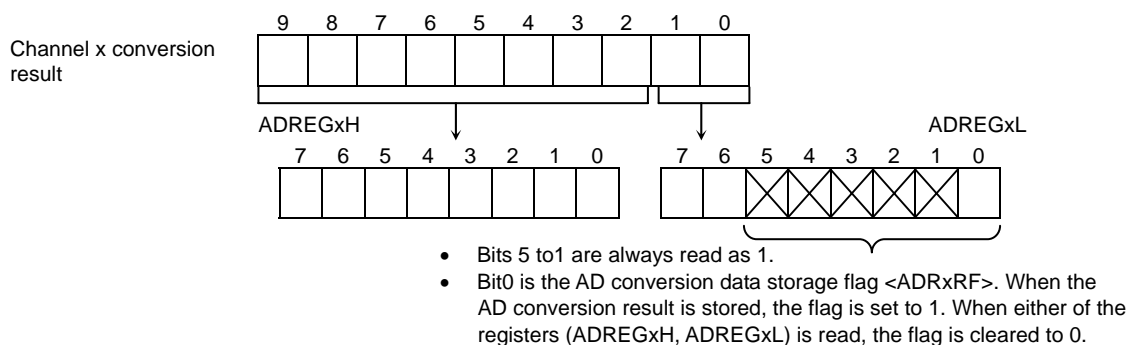 9 8 7 6 5 4 3 2 1 0
Channel x conversion
result
ADREGxH
ADREGxL
7 6 5 4 3 2 1 0
7 6 5 4 3 2 1 0
• Bits 5 to1 are always read as 1.
• Bit0 is the AD conversion data storage flag <ADRxRF>. When the
AD conversion result is stored, the flag is set to 1. When either of the
registers (ADREGxH, ADREGxL) is read, the flag is cleared to 0.